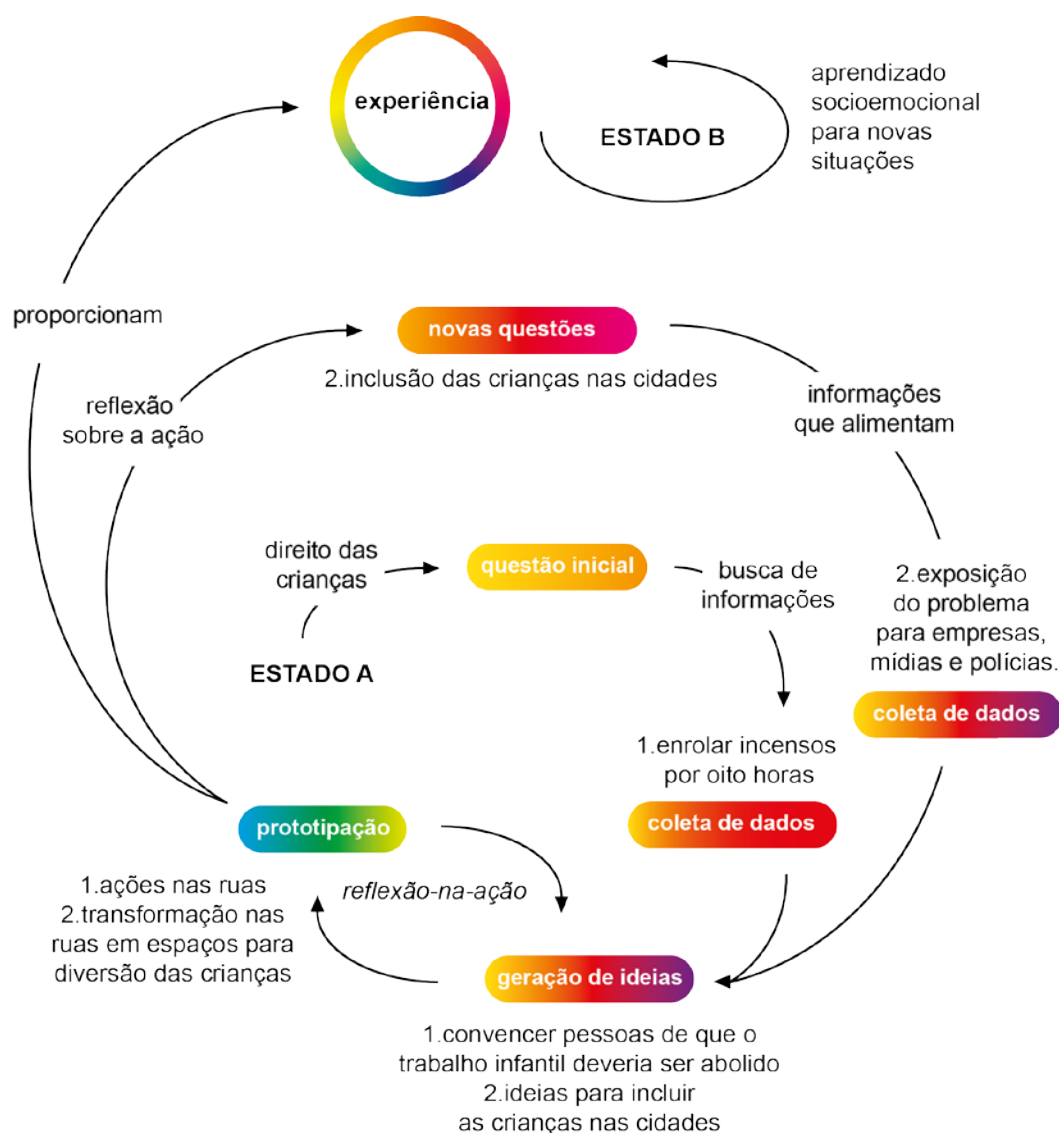 experiência
ESTADO B
aprendizado
socioemocional
para novas
situações
proporcionam
novas questões
2.inclusão das crianças nas cidades
reflexão
sobre a ação
informações
que alimentam
direito das
crianças
questão inicial
busca de
informações
ESTADO A
2.exposição
do problema
para empresas,
mídias e polícias.
coleta de dados
1.enrolar incensos
por oito horas
coleta de dados
prototipação
reflexão-na-ação
1.ações nas ruas
2.transformação nas
ruas em espaços para
diversão das crianças
geração de ideias
1.convencer pessoas de que o
trabalho infantil deveria ser abolido
2.ideias para incluir
as crianças nas cidades